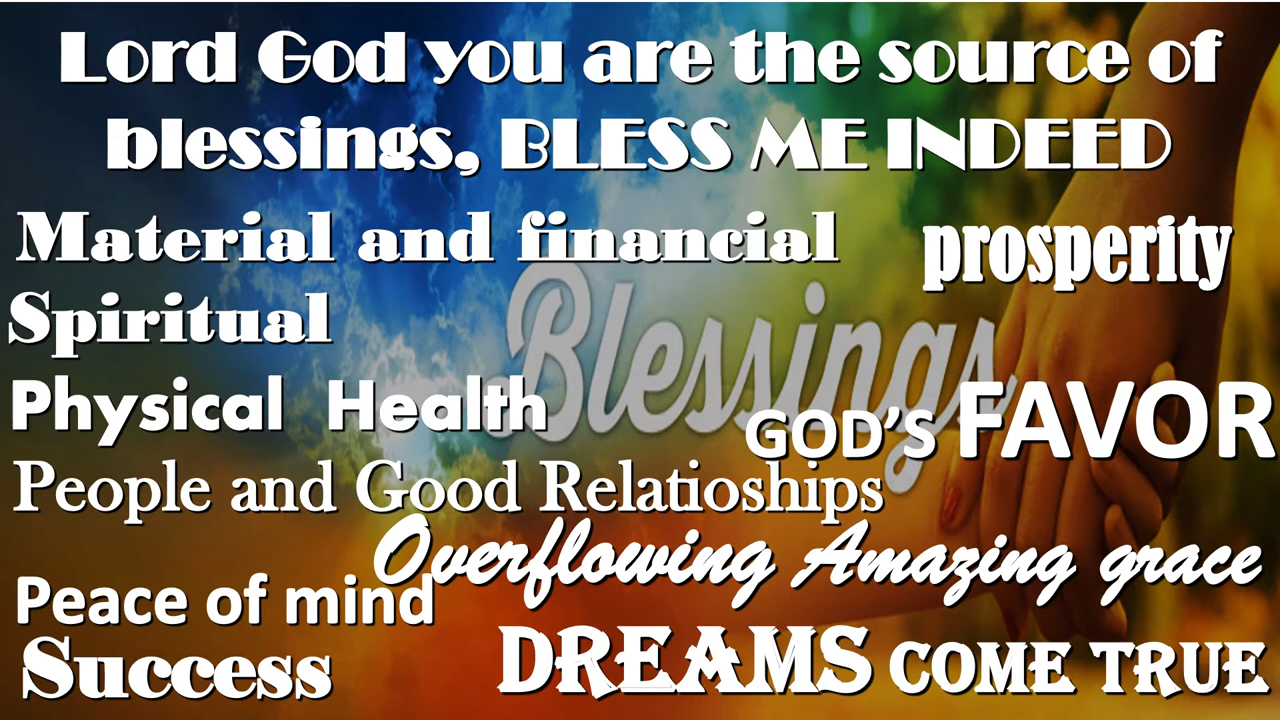 Lord God you are the source of
blessings, BLESS ME INDEED
Material and financial
prosperity
Spiritual
Blessings
Physical Health
GOD'S FAVOR
People and Good Relatioships
Overflowing Amazing grace
Peace of mind
Success
DREAMS COME TRUE